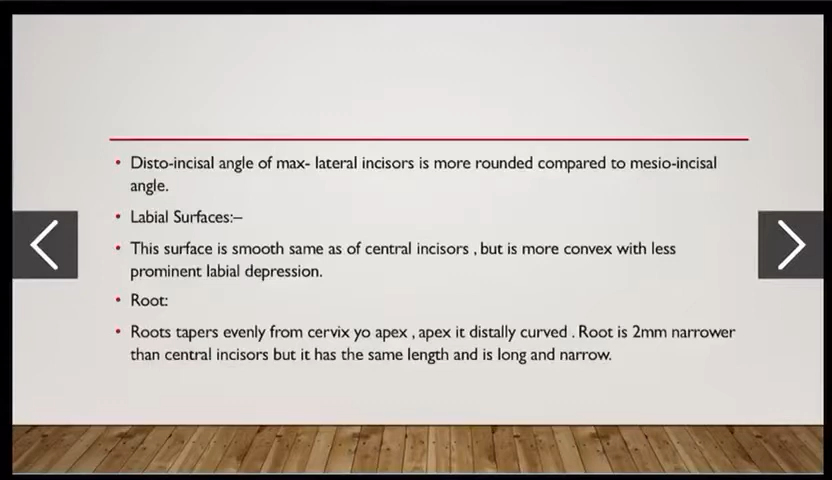 • Disto-incisal angle of max- lateral incisors is more rounded compared to mesio-incisal
angle.
• Labial Surfaces:–
• This surface is smooth same as of central incisors , but is more convex with less
prominent labial depression.
• Root:
• Roots tapers evenly from cervix yo apex , apex it distally curved . Root is 2mm narrower
than central incisors but it has the same length and is long and narrow.